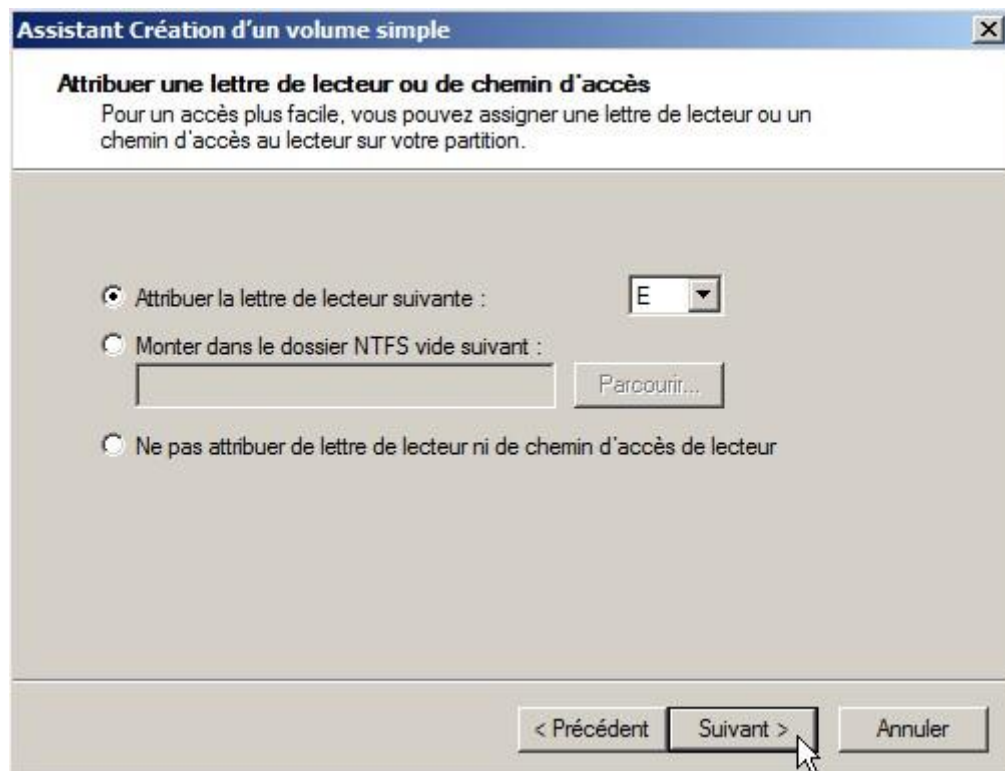 Assistant Création d'un volume simple
Attribuer une lettre de lecteur ou de chemin d'accès
Pour un accès plus facile, vous pouvez assigner une lettre de lecteur ou un
chemin d'accès au lecteur sur votre partition.
Attribuer la lettre de lecteur suivante : E
Monter dans le dossier NTFS vide suivant :
Parcourir...
Ne pas attribuer de lettre de lecteur ni de chemin d'accès de lecteur
< Précédent Suivant > Annuler